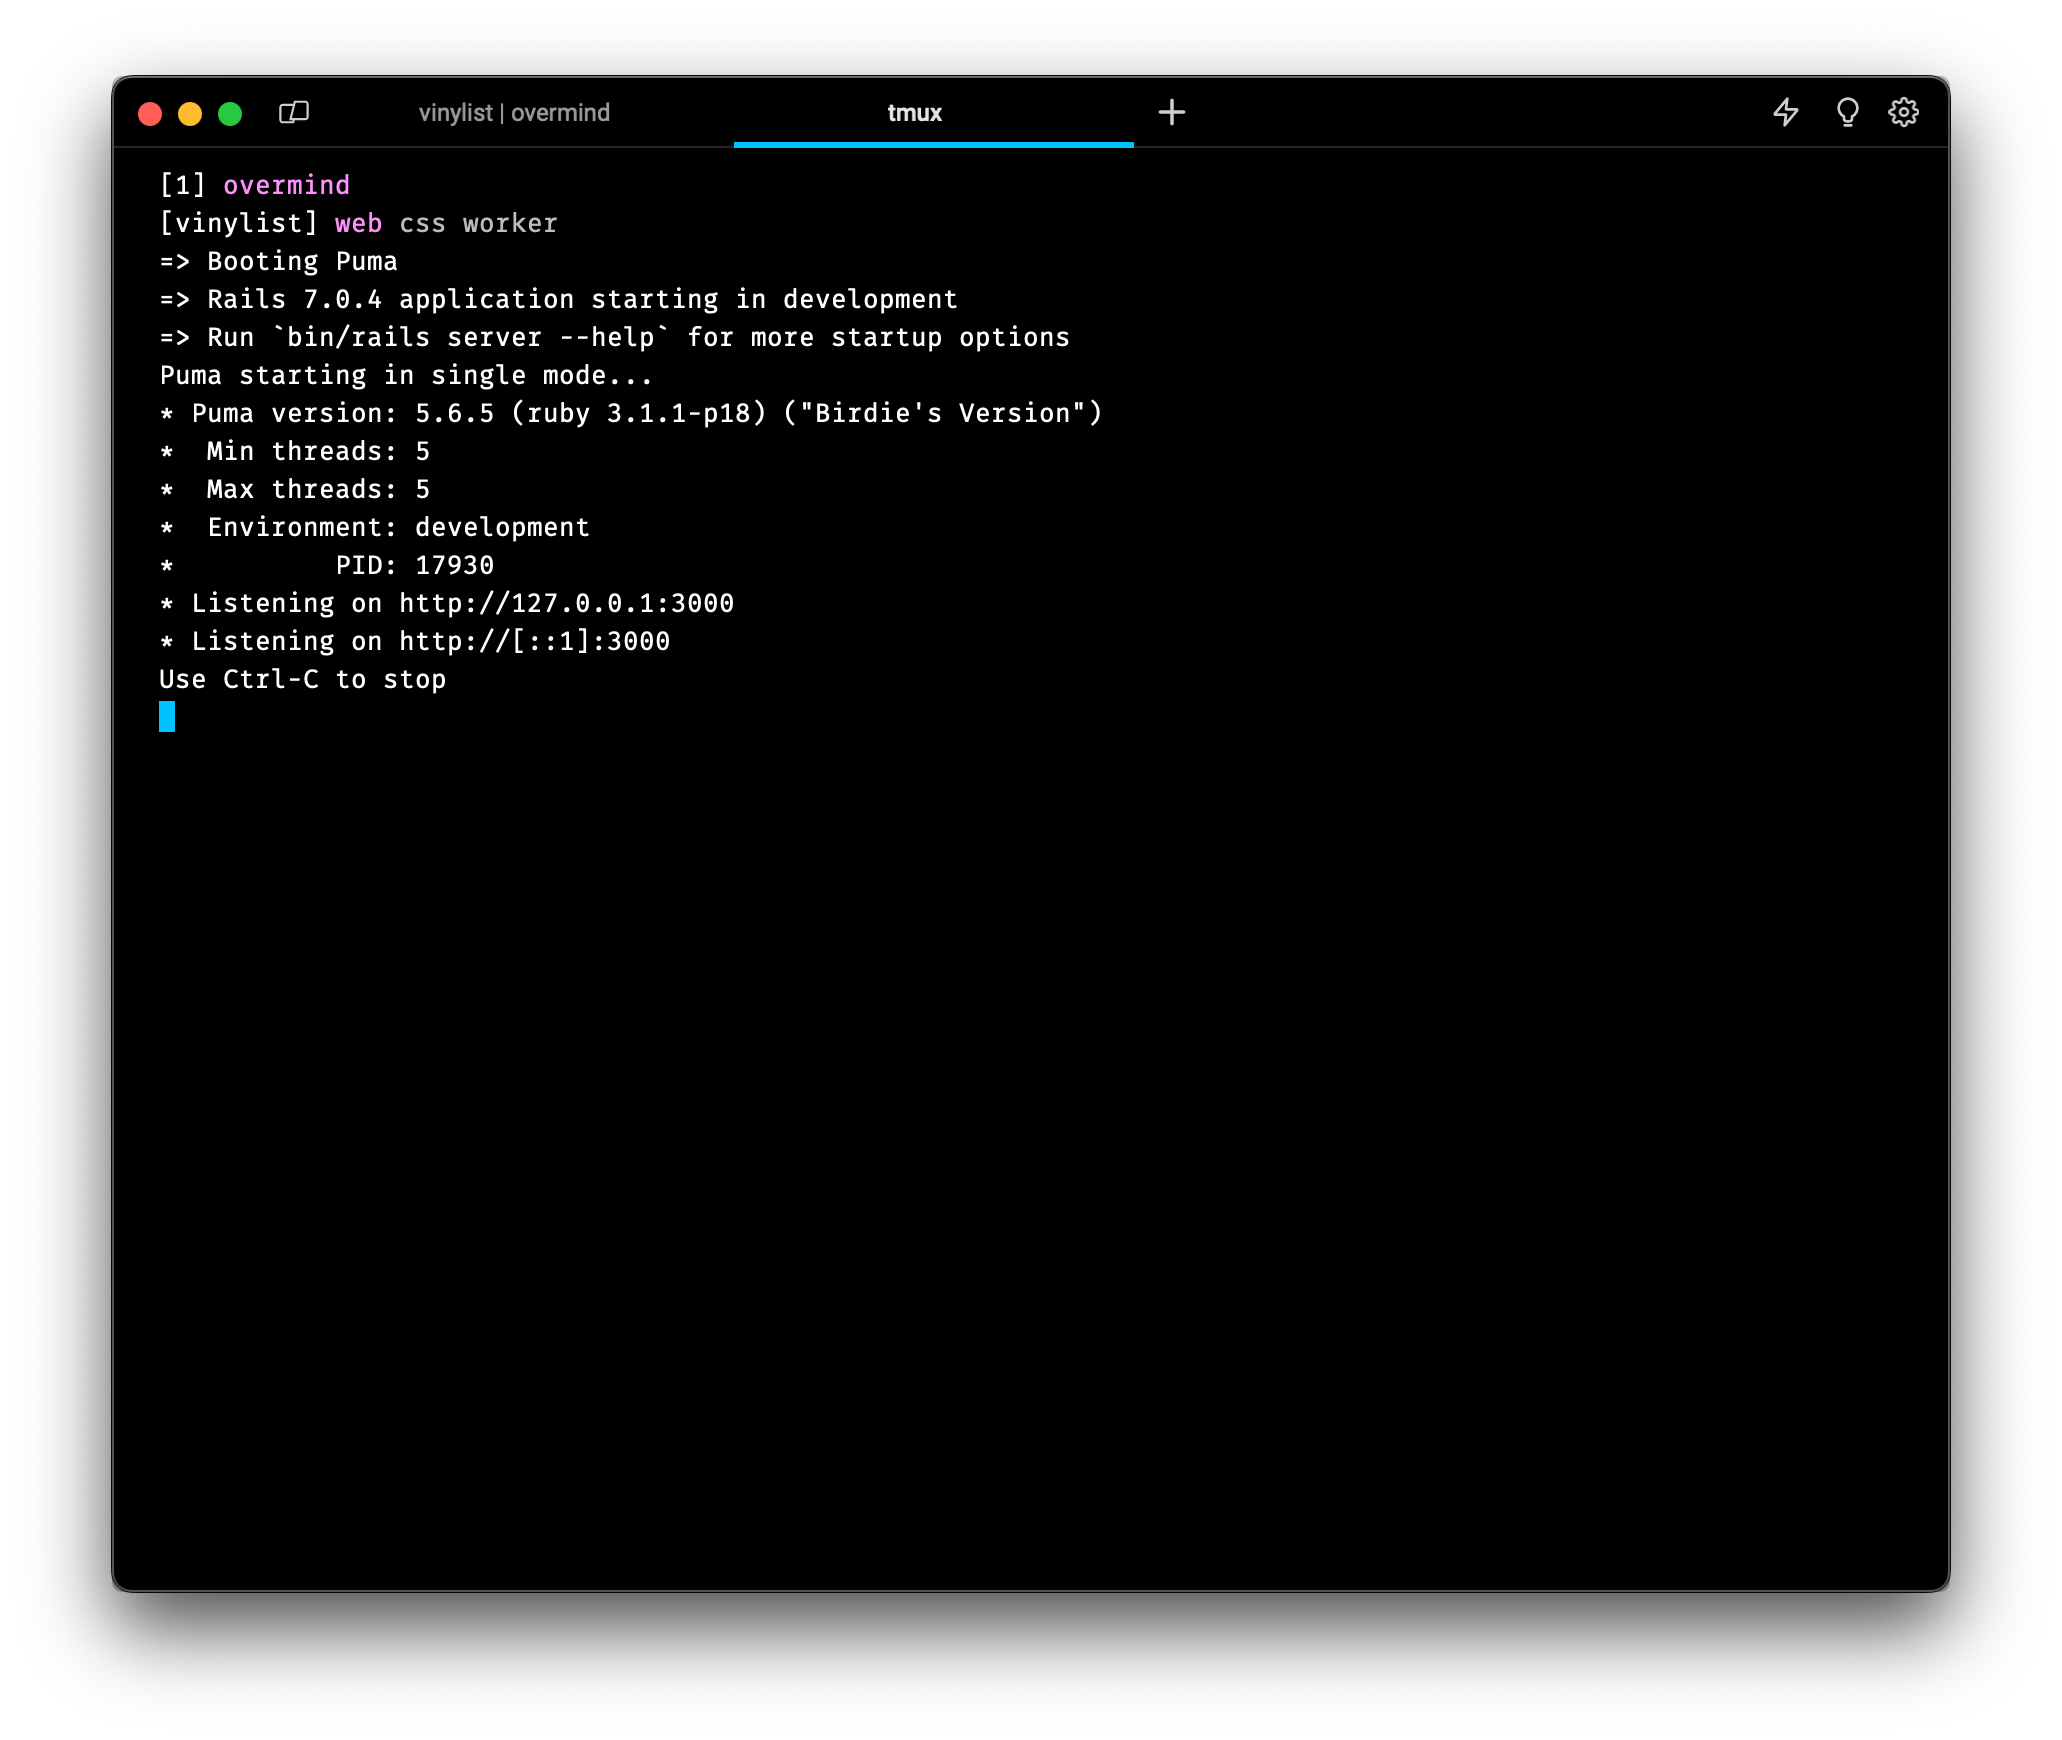 vinylist | overmind
tmux
[1] overmind
[vinylist] web css worker
=> Booting Puma
=> Rails 7.0.4 application starting in development
=> Run `bin/rails server --help` for more startup options
Puma starting in single mode...
* Puma version: 5.6.5 (ruby 3.1.1-p18) ("Birdie's Version")
*  Min threads: 5
*  Max threads: 5
*  Environment: development
*          PID: 17930
* Listening on http://127.0.0.1:3000
* Listening on http://[::1]:3000
Use Ctrl-C to stop